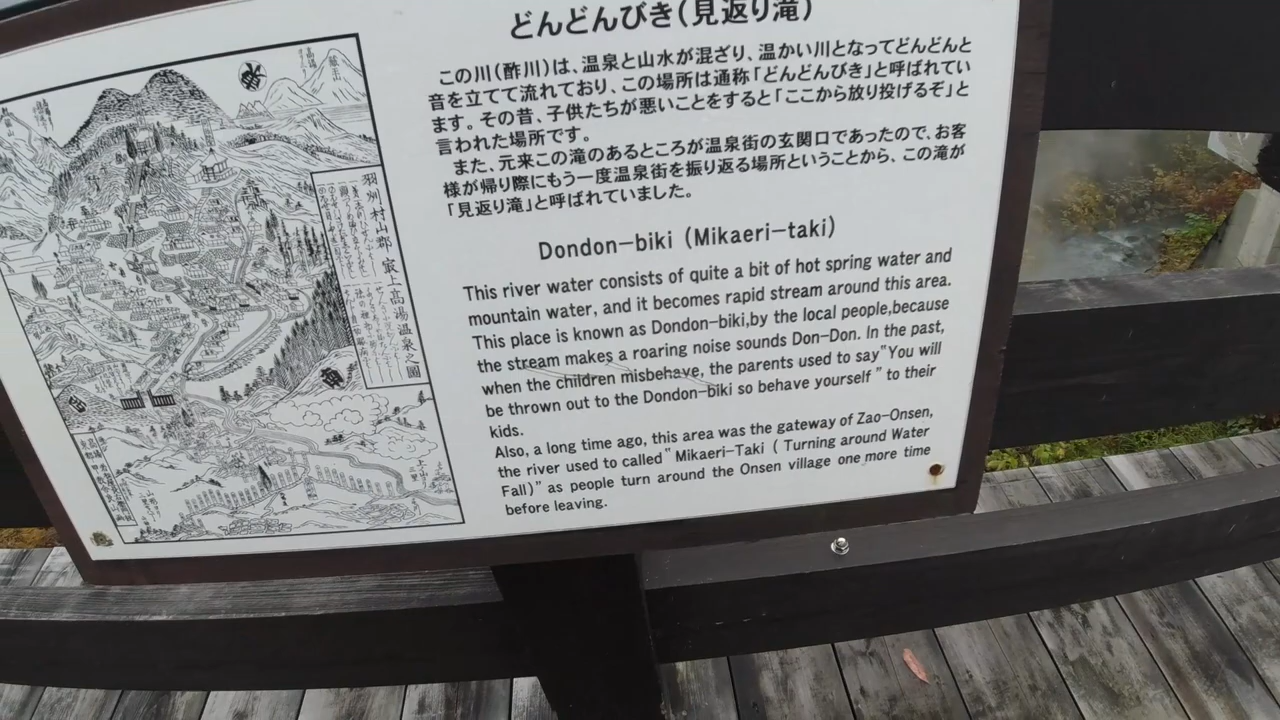 どんどんびき(見返り滝)
この川(酢川)は、温泉と山水が混ざり、温かい川となってどんどんと
音を立てて流れており、この場所は通称「どんどんびき」と呼ばれてい
ます。その昔、子供たちが悪いことをすると「ここから放り投げるぞ」と
言われた場所です。
また、元来この滝のあるところが温泉街の玄関口であったので、お客
様が帰り際にもう一度温泉街を振り返る場所ということから、この滝が
「見返り滝」と呼ばれていました。
Dondon-biki (Mikaeri-taki)
This river water consists of quite a bit of hot spring water and
mountain water, and it becomes rapid stream around this area.
This place is known as Dondon-biki,by the local people,because
the stream makes a roaring noise sounds Don-Don. In the past,
when the children misbehave, the parents used to say"You will
be thrown out to the Dondon-biki so behave yourself " to their
kids.
Also, a long time ago, this area was the gateway of Zao-Onsen,
the river used to called" Mikaeri-Taki ( Turning around Water
Fall)" as people turn around the Onsen village one more time
before leaving.
羽州村山郡最上高湯温泉之圖